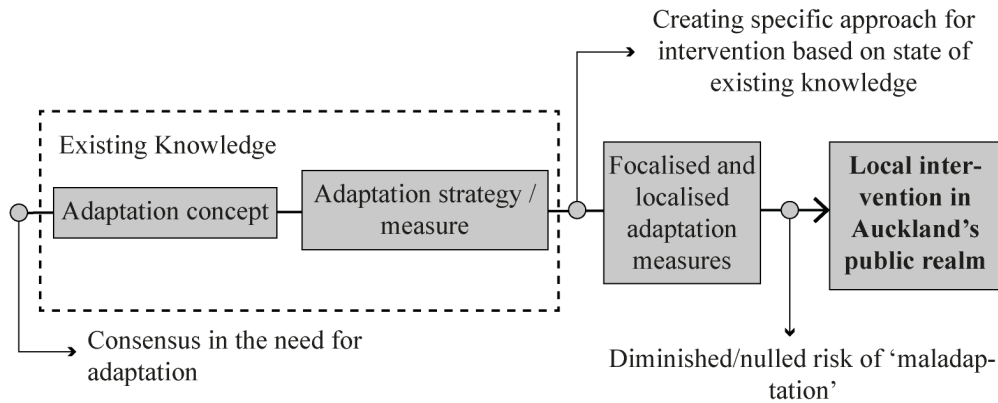 Creating specific approach for
intervention based on state of
existing knowledge
Existing Knowledge
Adaptation concept
Adaptation strategy /
measure
Focalised and
localised
adaptation
measures
Local inter-
vention in
Auckland’s
public realm
Consensus in the need for
adaptation
Diminished/nulled risk of ‘maladap-
tation’